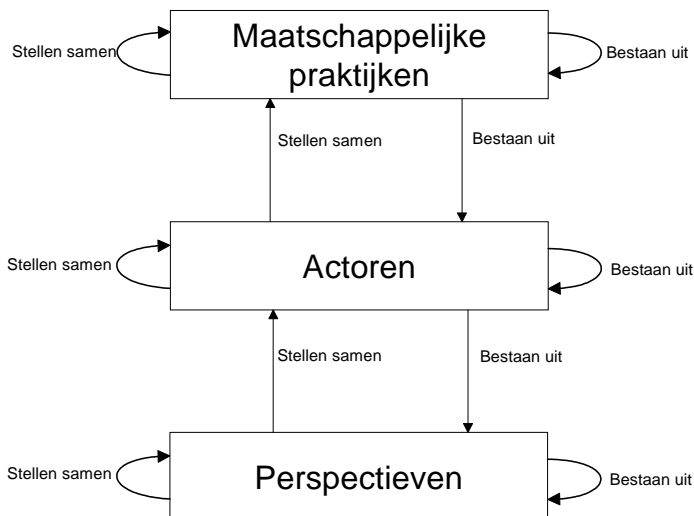 Maatschappelijke
praktijken
Stellen samen
Bestaan uit
Stellen samen
Bestaan uit
Actoren
Stellen samen
Bestaan uit
Stellen samen
Bestaan uit
Perspectieven
Stellen samen
Bestaan uit